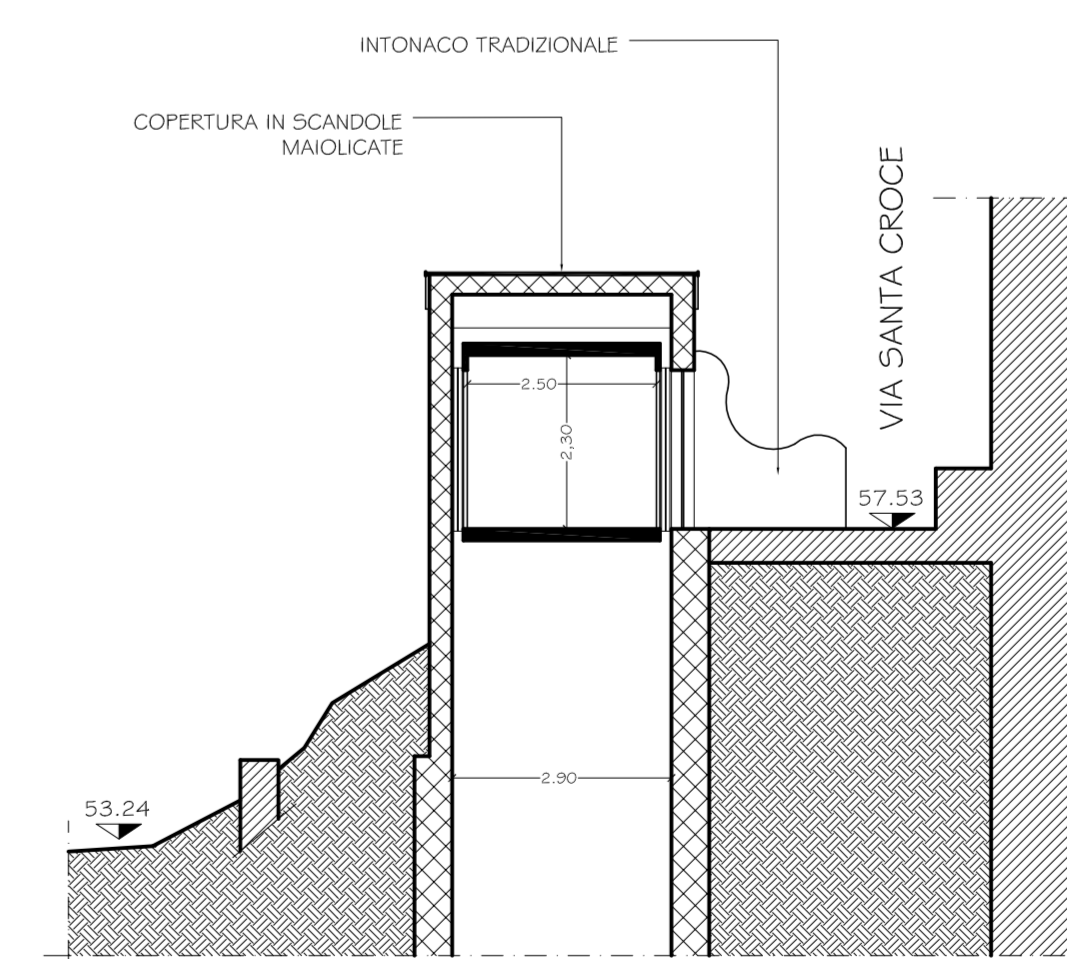 INTONACO TRADIZIONALE
COPERTURA IN SCANDOLE
MAIOLICATE
VIA SANTA CROCE
2.50
2,30
57.53
2.90
53.24